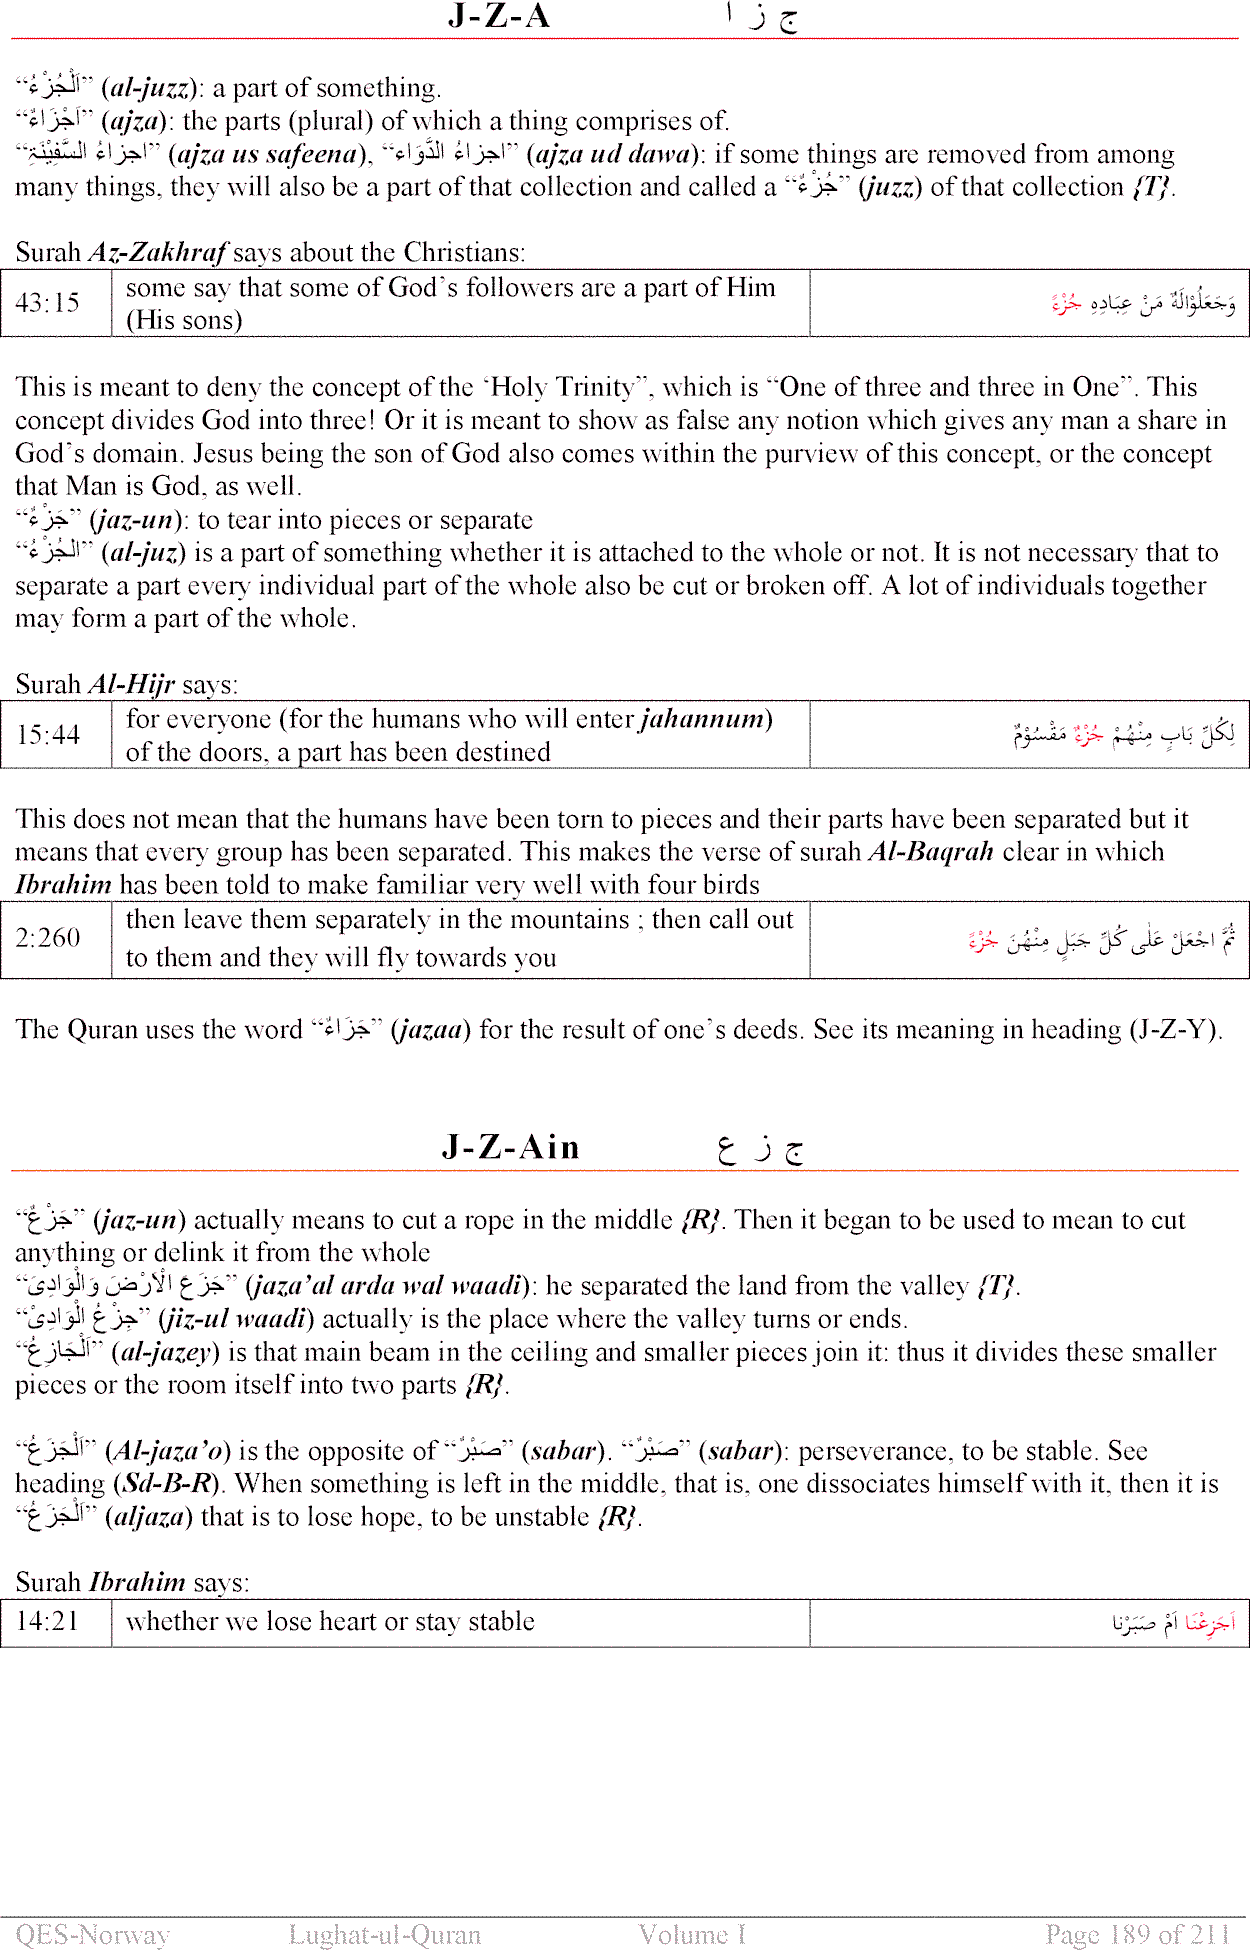 J-Z-A ج ز ا
“اَلْجُزْءُ” (al-juzz): a part of something.
“اَجْزَاءٌ” (ajza): the parts (plural) of which a thing comprises of.
“اجزاءُ السَّفِيْنَۃِ” (ajza us safeena), “اجزاءُ الدَّوَاء” (ajza ud dawa): if some things are removed from among
many things, they will also be a part of that collection and called a “جُزْءٌ” (juzz) of that collection {T}.
Surah Az-Zakhraf says about the Christians:
43:15 some say that some of God’s followers are a part of Him
(His sons) وَجَعَلُوْالَہٗ مَنْ عِبَادِہِ جُزْءً
This is meant to deny the concept of the ‘Holy Trinity”, which is “One of three and three in One”. This
concept divides God into three! Or it is meant to show as false any notion which gives any man a share in
God’s domain. Jesus being the son of God also comes within the purview of this concept, or the concept
that Man is God, as well.
“جَزْءٌ” (jaz-un): to tear into pieces or separate
“الجُزْءُ” (al-juz) is a part of something whether it is attached to the whole or not. It is not necessary that to
separate a part every individual part of the whole also be cut or broken off. A lot of individuals together
may form a part of the whole.
Surah Al-Hijr says:
15:44 for everyone (for the humans who will enter jahannum)
of the doors, a part has been destined لِكُلِّ بَابٍ مِنْهُمْ جُزْءٌ مَقْسُوْمٌ
This does not mean that the humans have been torn to pieces and their parts have been separated but it
means that every group has been separated. This makes the verse of surah Al-Baqrah clear in which
Ibrahim has been told to make familiar very well with four birds
2:260 then leave them separately in the mountains ; then call out
to them and they will fly towards you ثُمَّ اجْعَلْ عَلٰى كُلِّ جَبَلٍ مِنْهُنَ جُزْءً
The Quran uses the word “جَزَاءٌ” (jazaa) for the result of one’s deeds. See its meaning in heading (J-Z-Y).
J-Z-Ain ج ز ع
“جَزْعٌ” (jaz-un) actually means to cut a rope in the middle {R}. Then it began to be used to mean to cut
anything or delink it from the whole
“جَزَع الْاَرْضَ وَالْوَادِىَ” (jaza’al arda wal waadi): he separated the land from the valley {T}.
“جِزْعُ الْوَادِىْ” (jiz-ul waadi) actually is the place where the valley turns or ends.
“اَلْجَازِعُ” (al-jazey) is that main beam in the ceiling and smaller pieces join it: thus it divides these smaller
pieces or the room itself into two parts {R}.
“اَلْجَزَعُ” (Al-jaza’o) is the opposite of “صَبْرٌ” (sabar). “صَبْرٌ” (sabar): perseverance, to be stable. See
heading (Sd-B-R). When something is left in the middle, that is, one dissociates himself with it, then it is
“اَلْجَزَعُ” (aljaza) that is to lose hope, to be unstable {R}.
Surah Ibrahim says:
14:21 whether we lose heart or stay stable اَجَزِعْنَا اَمْ صَبَرْنا
QES-Norway Lughat-ul-Quran Volume I Page 189 of 211